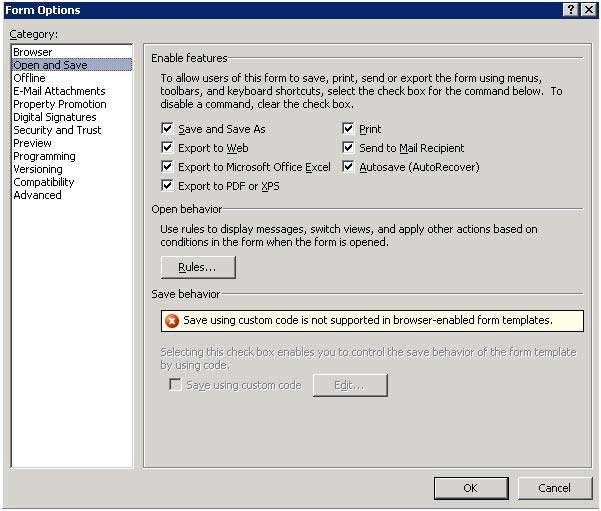 Form Options
Category:
Browser
Open and Save
Offline
E-Mail Attachments
Property Promotion
Digital Signatures
Security and Trust
Preview
Programming
Versioning
Compatibility
Advanced
Enable features
To allow users of this form to save, print, send or export the form using menus,
toolbars, and keyboard shortcuts, select the check box for the command below. To
disable a command, clear the check box.
Save and Save As
Print
Export to Web
Send to Mail Recipient
Export to Microsoft Office Excel
Autosave (AutoRecover)
Export to PDF or XPS
Open behavior
Use rules to display messages, switch views, and apply other actions based on
conditions in the form when the form is opened.
Rules...
Save behavior
Save using custom code is not supported in browser-enabled form templates.
Selecting this check box enables you to control the save behavior of the form template
by using code.
Save using custom code
Edit...
OK
Cancel